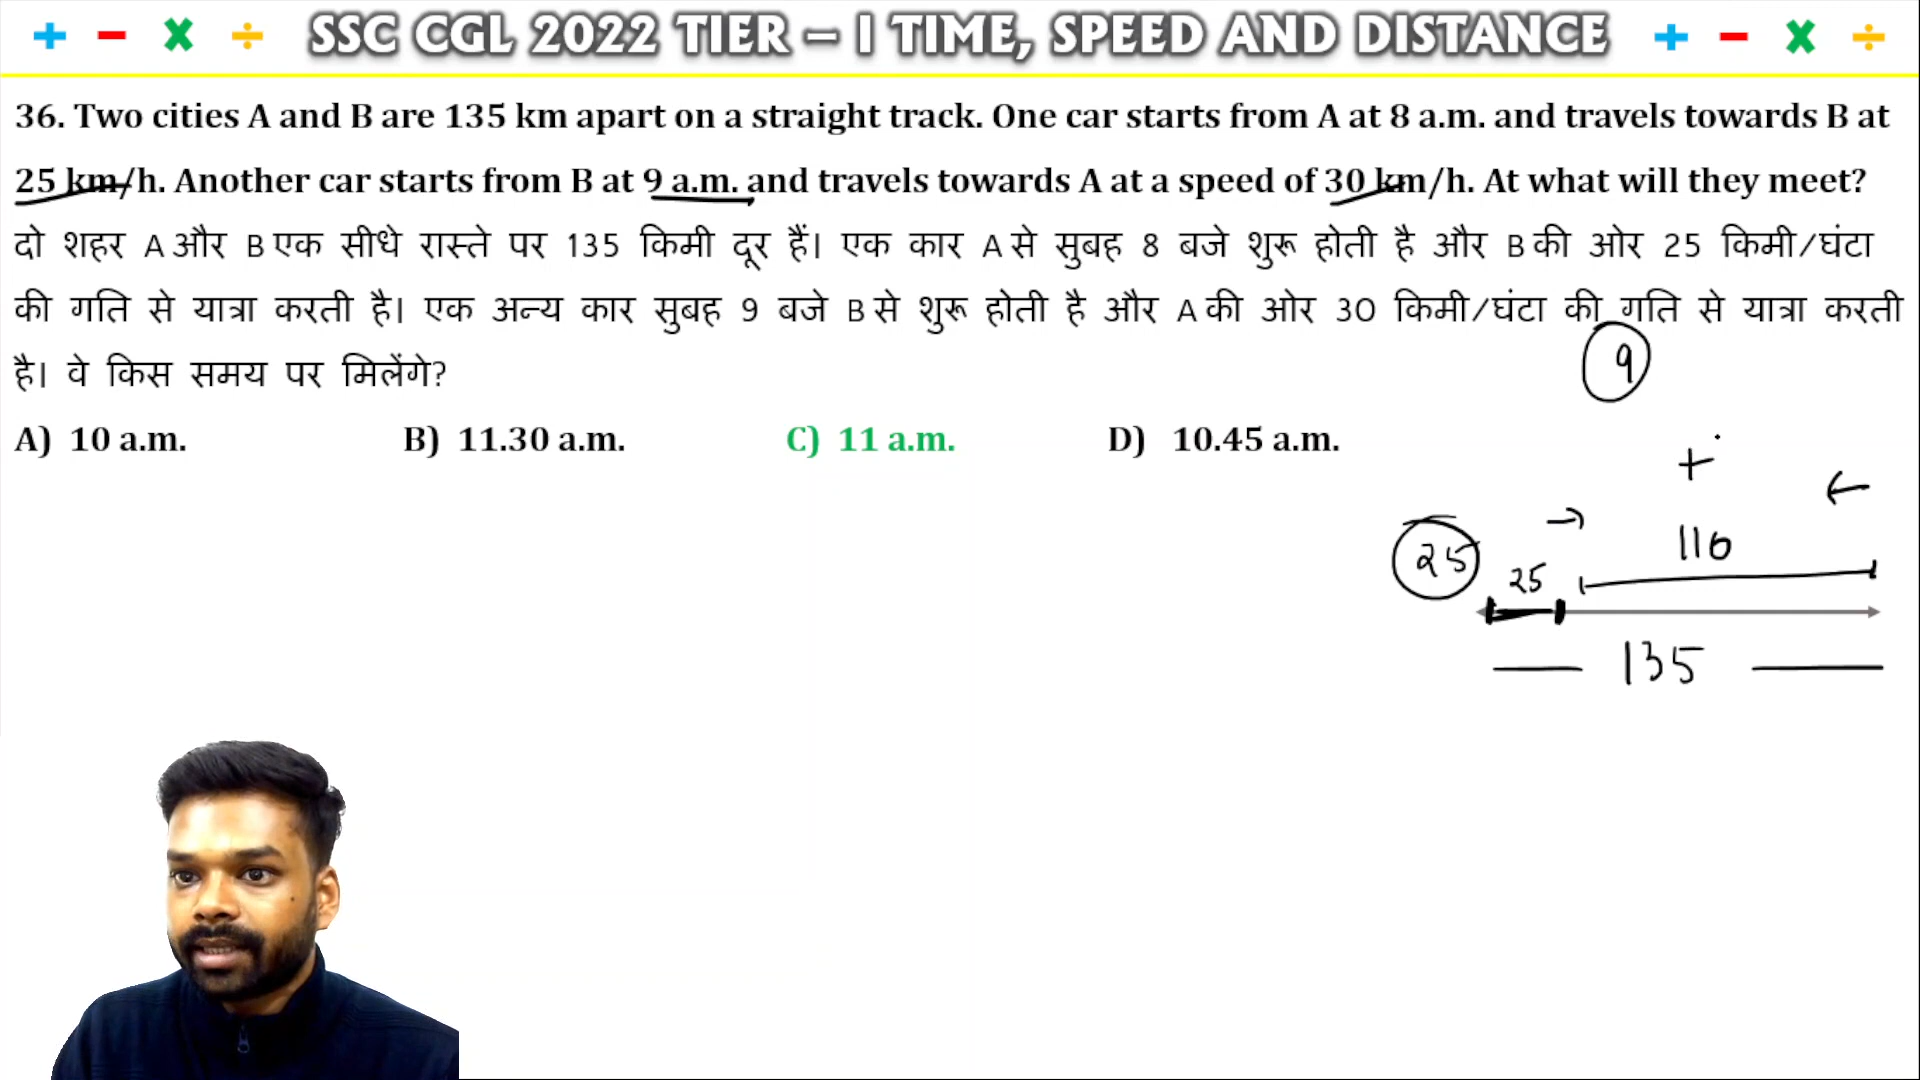 + - × ÷ SSC CGL 2022 TIER – I TIME, SPEED AND DISTANCE + - × ÷
36. Two cities A and B are 135 km apart on a straight track. One car starts from A at 8 a.m. and travels towards B at
25 km/h. Another car starts from B at 9 a.m. and travels towards A at a speed of 30 km/h. At what will they meet?
दो शहर A और B एक सीधे रास्ते पर 135 किमी दूर हैं। एक कार A से सुबह 8 बजे शुरू होती है और B की ओर 25 किमी/घंटा
की गति से यात्रा करती है। एक अन्य कार सुबह 9 बजे B से शुरू होती है और A की ओर 30 किमी/घंटा की गति से यात्रा करती
है। वे किस समय पर मिलेंगे?
9
A) 10 a.m. B) 11.30 a.m. C) 11 a.m. D) 10.45 a.m.
+ ←
→
25 25 110
135